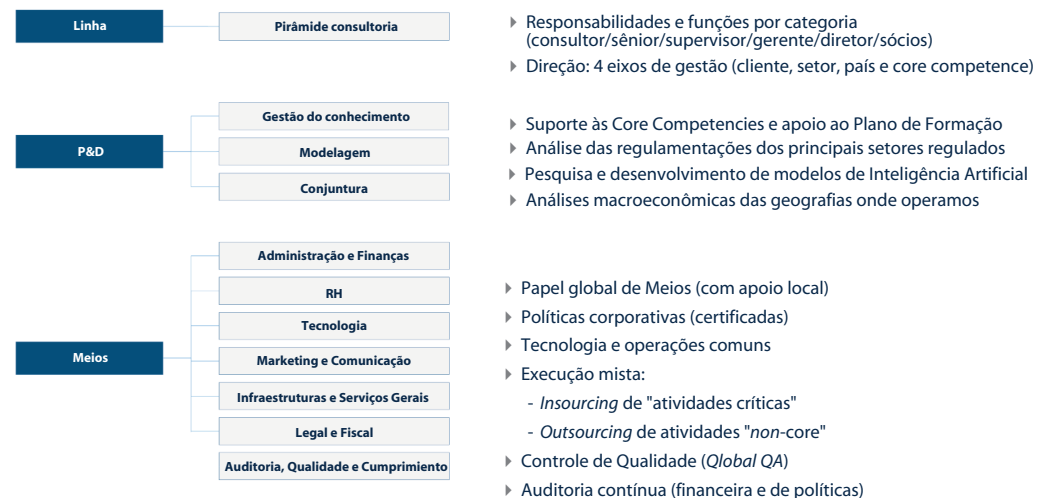 Linha
Pirâmide consultoria
Responsabilidades e funções por categoria
(consultor/sênior/supervisor/gerente/diretor/sócios)
Direção: 4 eixos de gestão (cliente, setor, país e core competence)
P&D
Gestão do conhecimento
Modelagem
Conjuntura
Suporte às Core Competencies e apoio ao Plano de Formação
Análise das regulamentações dos principais setores regulados
Pesquisa e desenvolvimento de modelos de Inteligência Artificial
Análises macroeconômicas das geografias onde operamos
Meios
Administração e Finanças
RH
Tecnologia
Marketing e Comunicação
Infraestruturas e Serviços Gerais
Legal e Fiscal
Auditoria, Qualidade e Cumprimiento
Papel global de Meios (com apoio local)
Políticas corporativas (certificadas)
Tecnologia e operações comuns
Execução mista:
- Insourcing de "atividades críticas"
- Outsourcing de atividades "non-core"
Controle de Qualidade (Qlobal QA)
Auditoria contínua (financeira e de políticas)